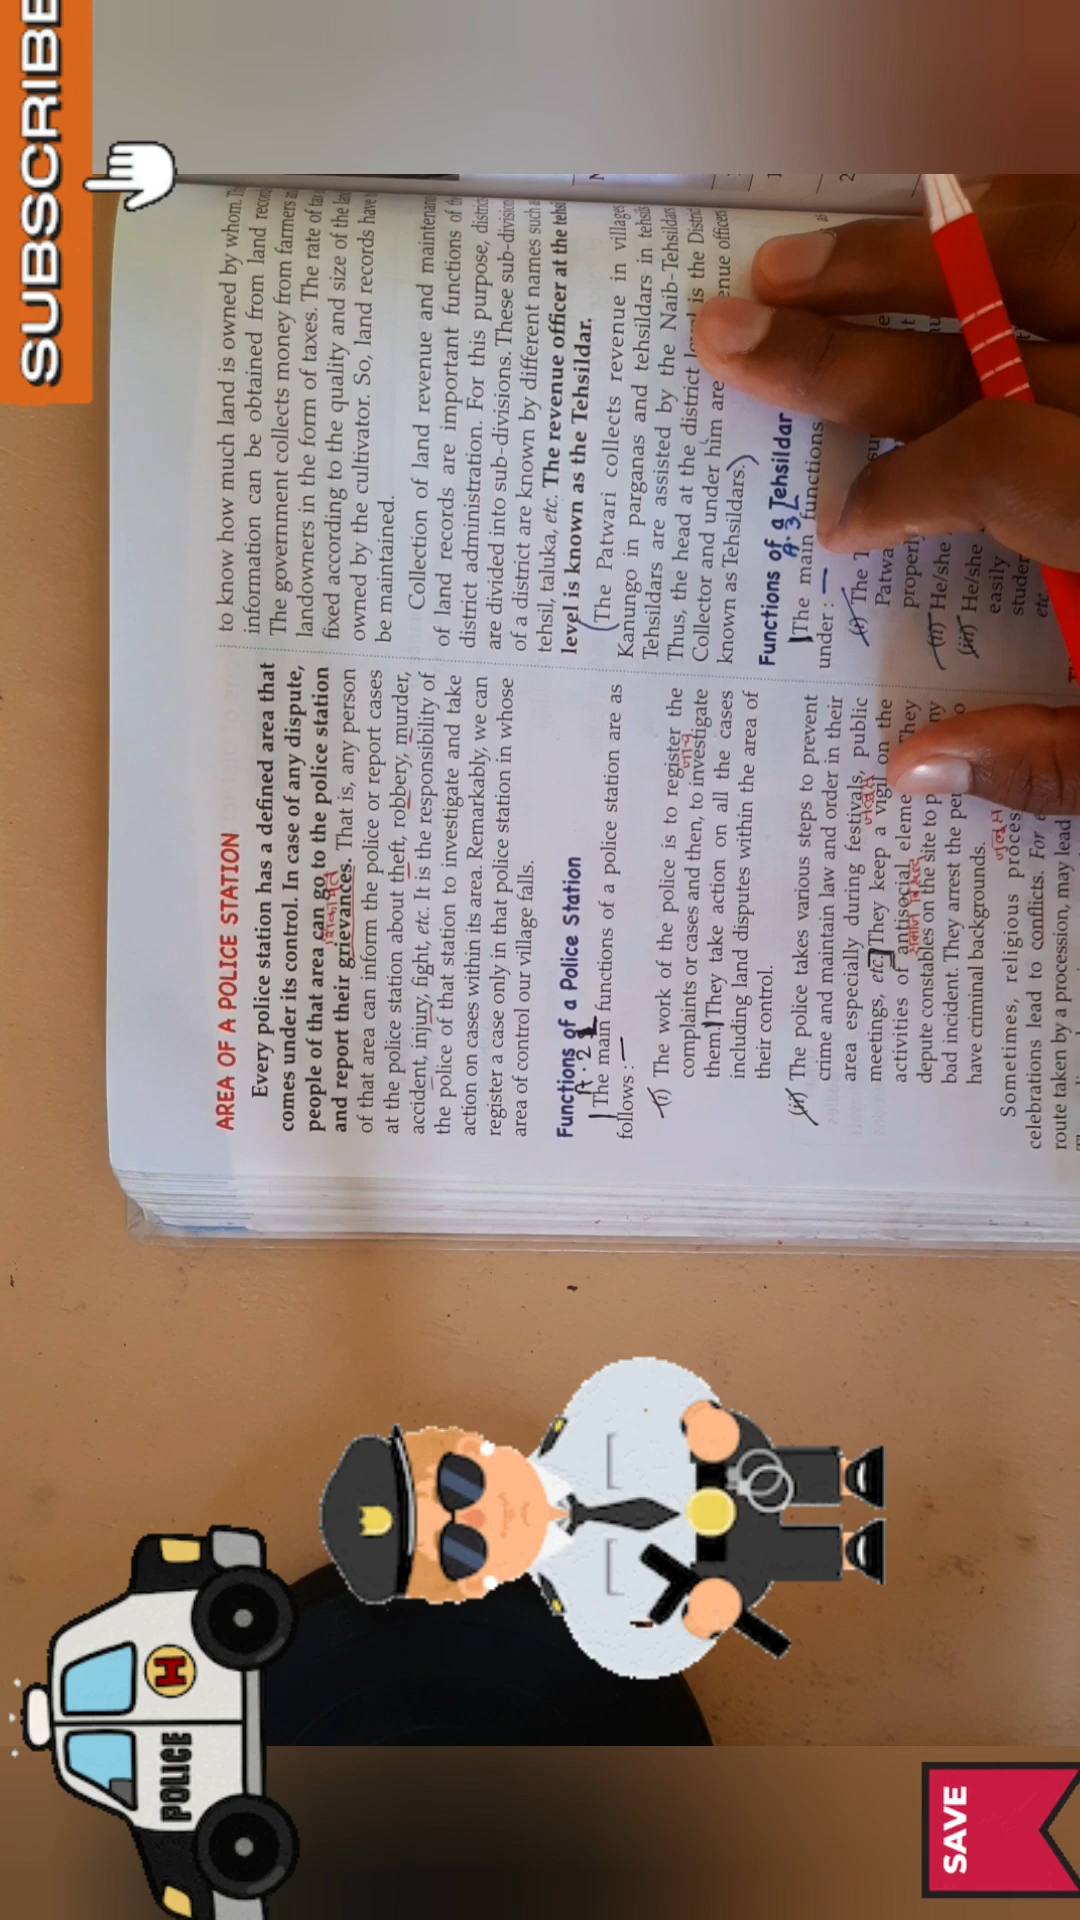 SUBSCRIBE
AREA OF A POLICE STATION
Every police station has a defined area that
comes under its control. In case of any dispute,
people of that area can go to the police station
and report their grievances. That is, any person
of that area can inform the police or report cases
at the police station about theft, robbery, murder,
accident, injury, fight, etc. It is the responsibility of
the police of that station to investigate and take
action on cases within its area. Remarkably, we can
register a case only in that police station in whose
area of control our village falls.
Functions of a Police Station
A·2
The main functions of a police station are as
follows :—
(i) The work of the police is to register the
complaints or cases and then, to investigate
जांच
them. They take action on all the cases
including land disputes within the area of
their control.
(ii) The police takes various steps to prevent
crime and maintain law and order in their
area especially during festivals, public
meetings, etc. They keep a vigil on the
activities of antisocial They
depute constables on the site to
bad incident. They arrest the
have criminal backgrounds.
Sometimes, religious
celebrations lead to conflicts. For
route taken by a procession, may lead
to know how much land is owned by whom.
information can be obtained from land
The government collects money from farmers
landowners in the form of taxes. The rate of
fixed according to the quality and size of the
owned by the cultivator. So, land records have
be maintained.
Collection of land revenue and
of land records are important functions of
district administration. For this purpose,
are divided into sub-divisions. These
of a district are known by different names such
tehsil, taluka, etc. The revenue officer at the
level is known as the Tehsildar.
(The Patwari collects revenue in villages
Kanungo in parganas and tehsildars in
Tehsildars are assisted by the Naib-Tehsildars
Thus, the head at the district is the
Collector and under him are
known as Tehsildars.)
Functions of a Tehsildar
A·3
The main functions
under :—
(i) The
(ii) He/she
(iii) He/she
easily
etc
POLICE
H
SAVE